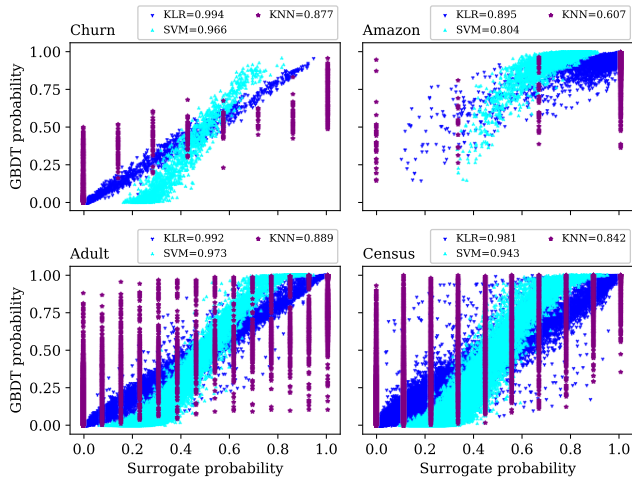 KLR=0.994 KNN=0.877
SVM=0.966
Churn
KLR=0.895 KNN=0.607
SVM=0.804
Amazon
GBDT probability
1.00
0.75
0.50
0.25
0.00
KLR=0.992 KNN=0.889
SVM=0.973
Adult
KLR=0.981 KNN=0.842
SVM=0.943
Census
GBDT probability
1.00
0.75
0.50
0.25
0.00
0.0 0.2 0.4 0.6 0.8 1.0
Surrogate probability
0.0 0.2 0.4 0.6 0.8 1.0
Surrogate probability